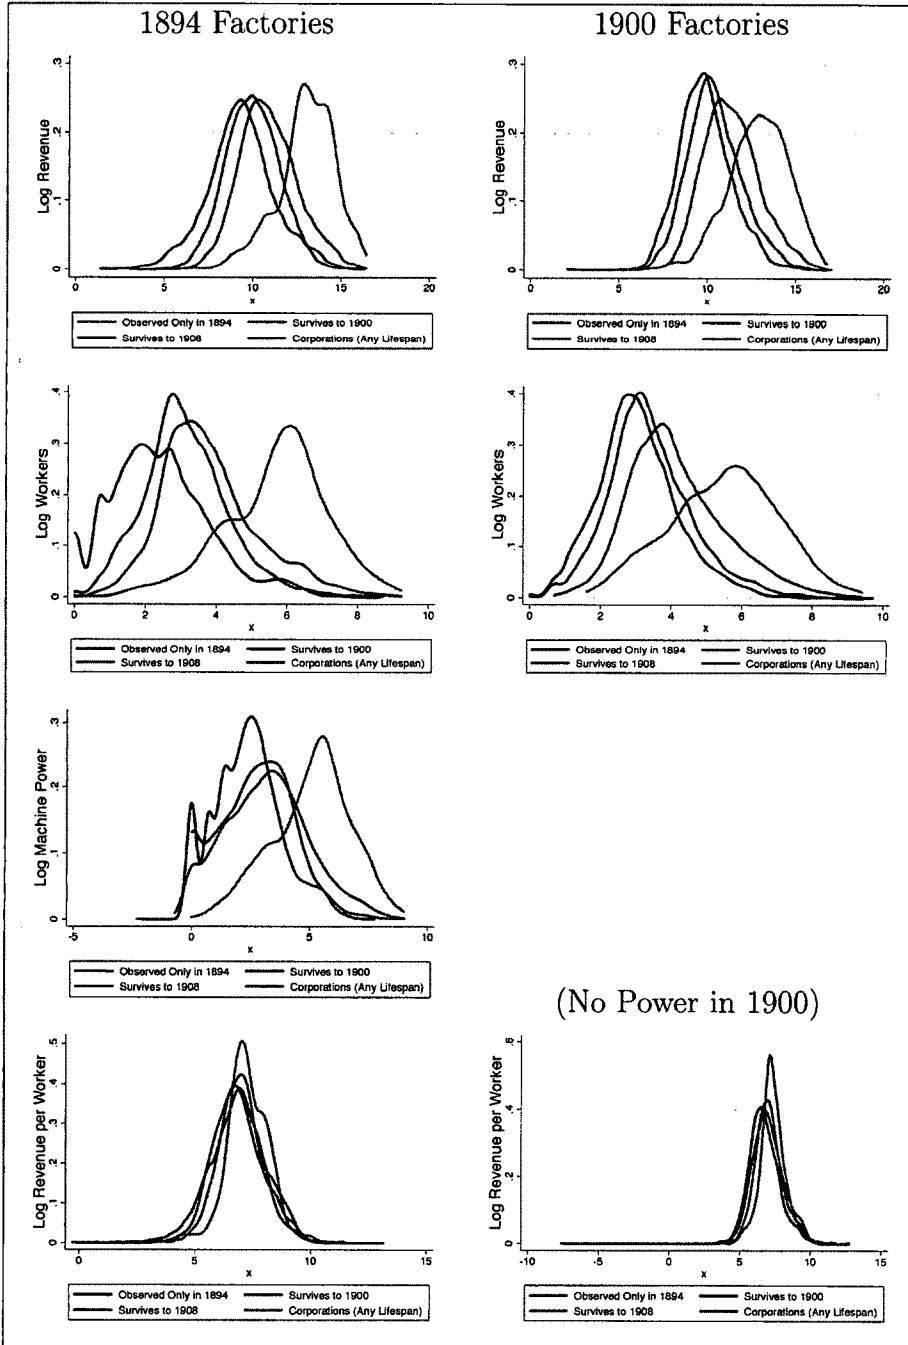 1894 Factories
1900 Factories
Log Revenue
0 .1 .2 .3
0 5 10 15 20
x
Observed Only in 1894 Survives to 1900
Survives to 1908 Corporations (Any Lifespan)
Log Revenue
0 .1 .2 .3
0 5 10 15 20
x
Observed Only in 1894 Survives to 1900
Survives to 1908 Corporations (Any Lifespan)
Log Workers
0 .1 .2 .3 .4
0 2 4 6 8 10
x
Observed Only in 1894 Survives to 1900
Survives to 1908 Corporations (Any Lifespan)
Log Workers
0 .1 .2 .3 .4
0 2 4 6 8 10
x
Observed Only in 1894 Survives to 1900
Survives to 1908 Corporations (Any Lifespan)
Log Machine Power
0 .1 .2 .3
-5 0 5 10
x
Observed Only in 1894 Survives to 1900
Survives to 1908 Corporations (Any Lifespan)
(No Power in 1900)
Log Revenue per Worker
0 .1 .2 .3 .4 .5
0 5 10 15
x
Observed Only in 1894 Survives to 1900
Survives to 1908 Corporations (Any Lifespan)
Log Revenue per Worker
0 .2 .4 .6
-10 -5 0 5 10 15
x
Observed Only in 1894 Survives to 1900
Survives to 1908 Corporations (Any Lifespan)